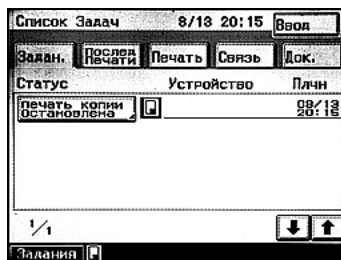 Список Задач 8/13 20:15 Ввод
Задан. Послед Печати Печать Связь Док.
Статус Устройство Плчн
печать копии остановлена 08/13 20:15
1/1
Задания